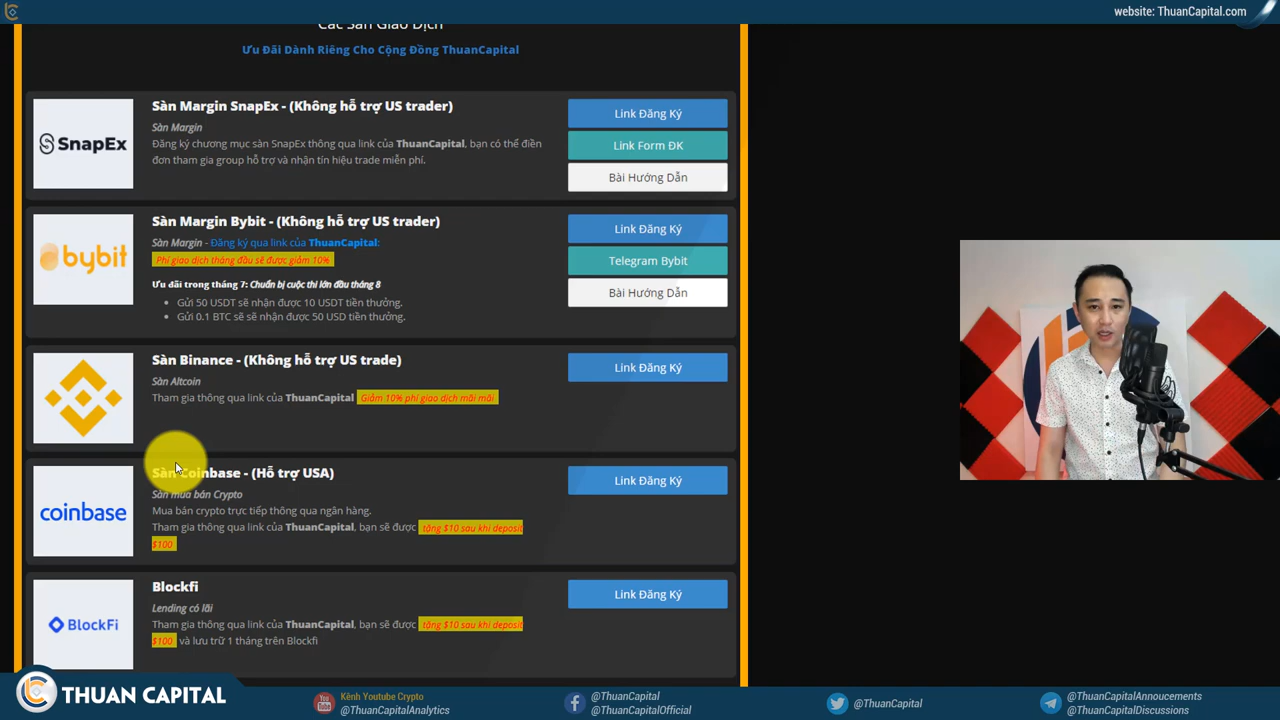 website: ThuanCapital.com
Các Sàn Giao Dịch
Ưu Đãi Dành Riêng Cho Cộng Đồng ThuanCapital
SnapEx
Sàn Margin SnapEx - (Không hỗ trợ US trader)
Sàn Margin
Đăng ký chương mục sàn SnapEx thông qua link của ThuanCapital, bạn có thể điền
đơn tham gia group hỗ trợ và nhận tín hiệu trade miễn phí.
Link Đăng Ký
Link Form ĐK
Bài Hướng Dẫn
bybit
Sàn Margin Bybit - (Không hỗ trợ US trader)
Sàn Margin - Đăng ký qua link của ThuanCapital:
Phí giao dịch tháng đầu sẽ được giảm 10%
Ưu đãi trong tháng 7: Chuẩn bị cuộc thi lớn đầu tháng 8
Gửi 50 USDT sẽ nhận được 10 USDT tiền thưởng.
Gửi 0.1 BTC sẽ sẽ nhận được 50 USD tiền thưởng.
Link Đăng Ký
Telegram Bybit
Bài Hướng Dẫn
Sàn Binance - (Không hỗ trợ US trade)
Sàn Altcoin
Tham gia thông qua link của ThuanCapital Giảm 10% phí giao dịch mãi mãi
Link Đăng Ký
coinbase
Sàn Coinbase - (Hỗ trợ USA)
Sàn mua bán Crypto
Mua bán crypto trực tiếp thông qua ngân hàng.
Tham gia thông qua link của ThuanCapital, bạn sẽ được tặng $10 sau khi deposit
$100
Link Đăng Ký
BlockFi
Blockfi
Lending có lãi
Tham gia thông qua link của ThuanCapital, bạn sẽ được tặng $10 sau khi deposit
$100 và lưu trữ 1 tháng trên Blockfi
Link Đăng Ký
THUAN CAPITAL
You Tube
Kênh Youtube Crypto
@ThuanCapitalAnalytics
@ThuanCapital
@ThuanCapitalOfficial
@ThuanCapital
@ThuanCapitalAnnoucements
@ThuanCapitalDiscussions